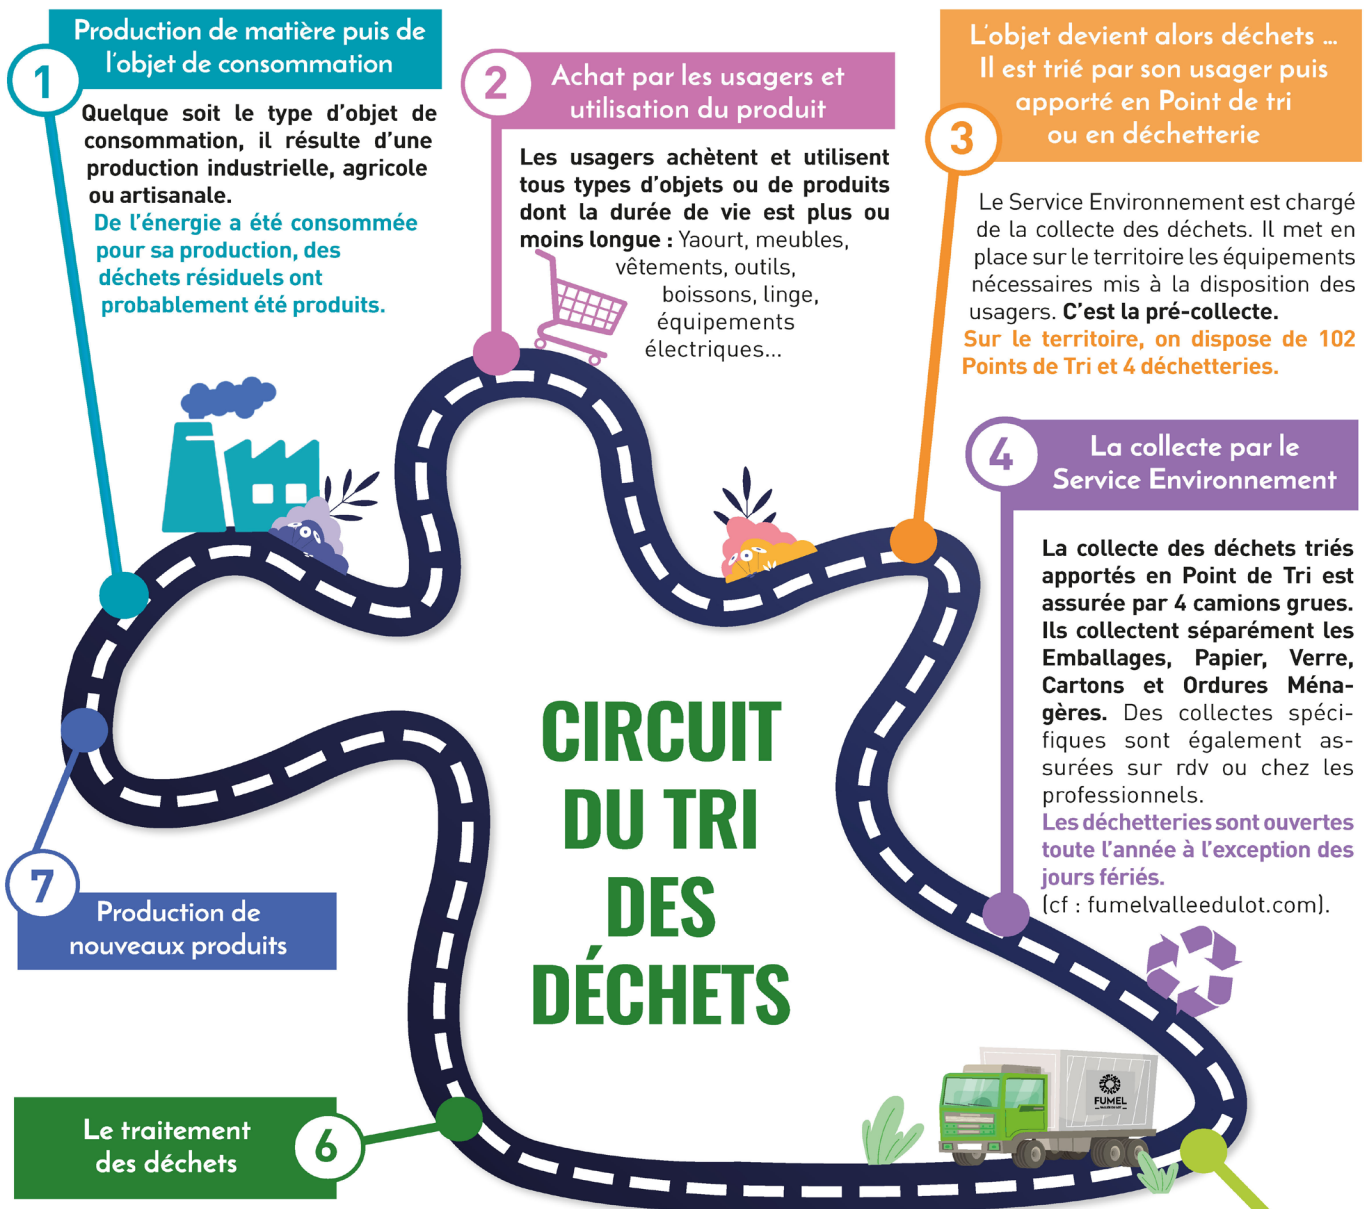 1
Production de matière puis de
l'objet de consommation
Quelque soit le type d'objet de
consommation, il résulte d'une
production industrielle, agricole
ou artisanale.
De l'énergie a été consommée
pour sa production, des
déchets résiduels ont
probablement été produits.
2
Achat par les usagers et
utilisation du produit
Les usagers achètent et utilisent
tous types d'objets ou de produits
dont la durée de vie est plus ou
moins longue : Yaourt, meubles,
vêtements, outils,
boissons, linge,
équipements
électriques...
3
L'objet devient alors déchets ...
Il est trié par son usager puis
apporté en Point de tri
ou en déchetterie
Le Service Environnement est chargé
de la collecte des déchets. Il met en
place sur le territoire les équipements
nécessaires mis à la disposition des
usagers. C'est la pré-collecte.
Sur le territoire, on dispose de 102
Points de Tri et 4 déchetteries.
4
La collecte par le
Service Environnement
La collecte des déchets triés
apportés en Point de Tri est
assurée par 4 camions grues.
Ils collectent séparément les
Emballages, Papier, Verre,
Cartons et Ordures Ména-
gères. Des collectes spéci-
fiques sont également as-
surées sur rdv ou chez les
professionnels.
Les déchetteries sont ouvertes
toute l'année à l'exception des
jours fériés.
(cf : fumelvalleedulot.com).
CIRCUIT
DU TRI
DES
DÉCHETS
7
Production de
nouveaux produits
FUMEL
Le traitement
des déchets
6